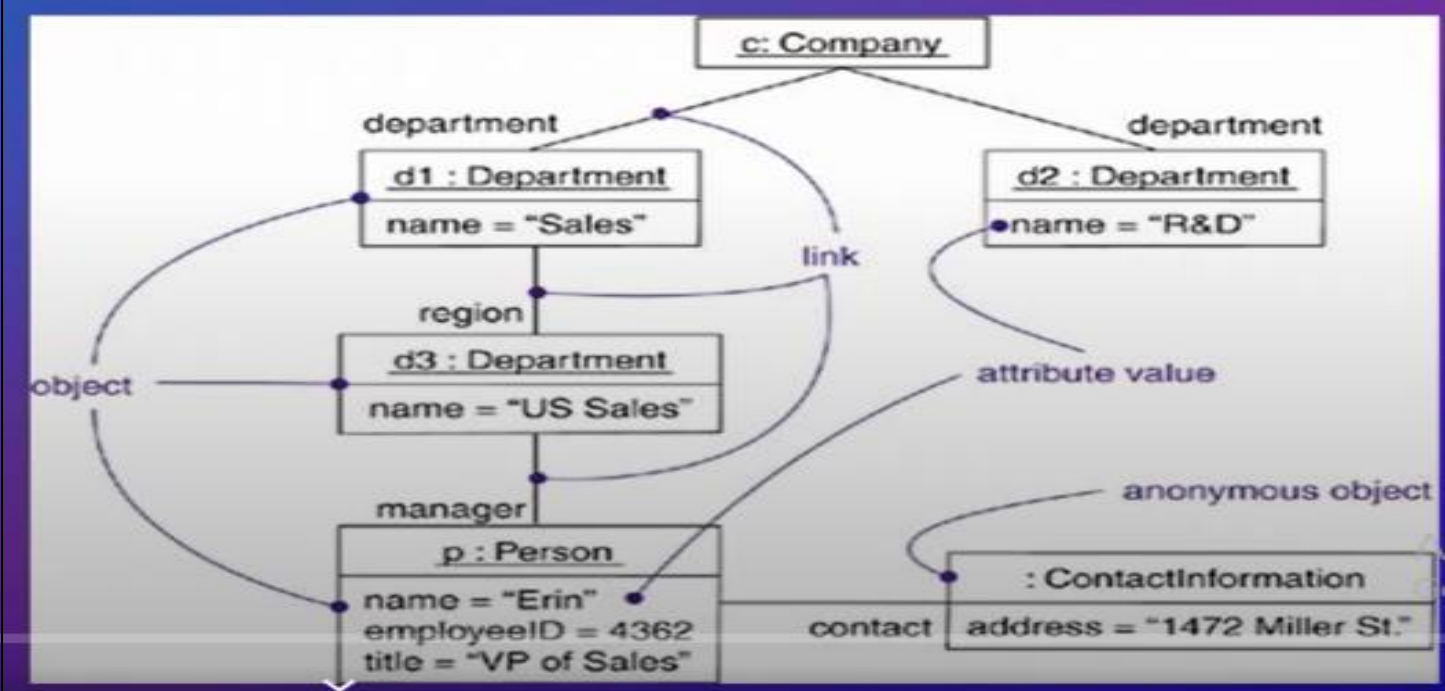 c: Company
department
department
d1 : Department
d2 : Department
name = “Sales”
name = “R&D”
link
region
d3 : Department
object
attribute value
name = “US Sales”
anonymous object
manager
p : Person
: ContactInformation
name = “Erin”
employeeID = 4362
contact
address = “1472 Miller St.”
title = “VP of Sales”